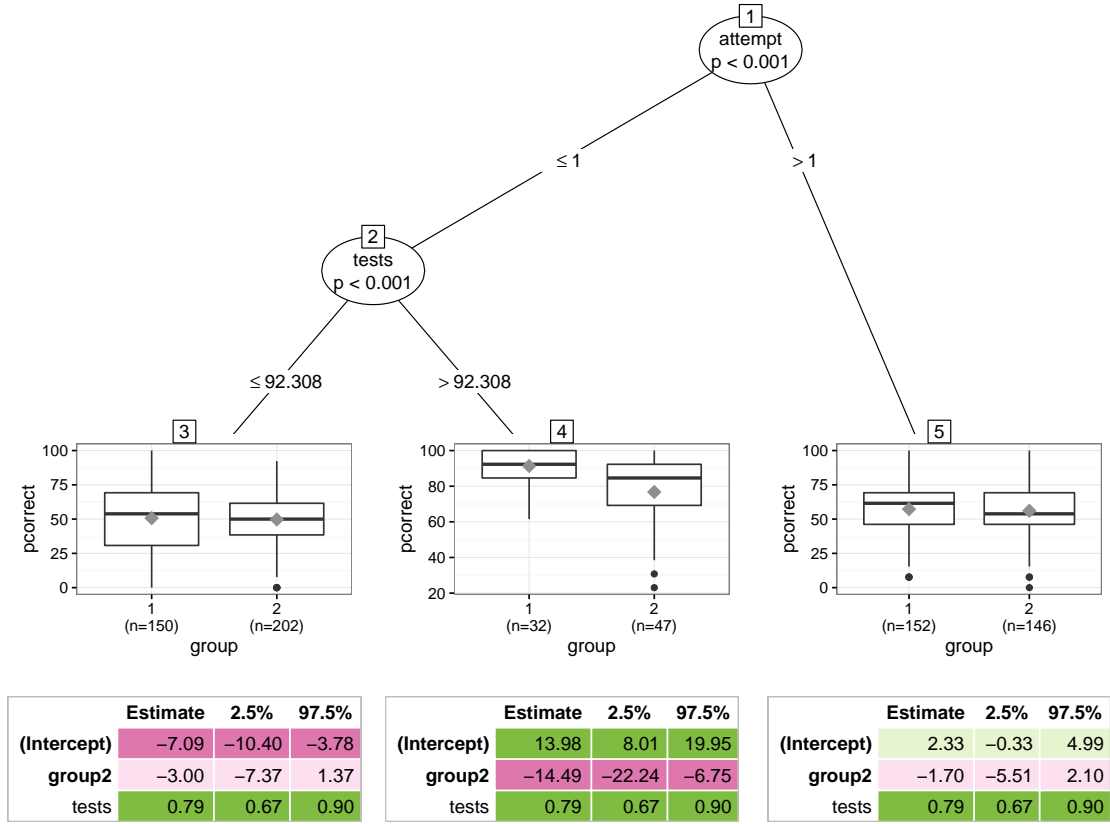 1
attempt
p < 0.001
≤ 1
> 1
2
tests
p < 0.001
≤ 92.308
> 92.308
3
pcorrect
100
75
50
25
0
1
2
(n=150)
(n=202)
group
4
pcorrect
100
80
60
40
20
1
2
(n=32)
(n=47)
group
5
pcorrect
100
75
50
25
0
1
2
(n=152)
(n=146)
group
Estimate 2.5% 97.5%
(Intercept) −7.09 −10.40 −3.78
group2 −3.00 −7.37 1.37
tests 0.79 0.67 0.90
Estimate 2.5% 97.5%
(Intercept) 13.98 8.01 19.95
group2 −14.49 −22.24 −6.75
tests 0.79 0.67 0.90
Estimate 2.5% 97.5%
(Intercept) 2.33 −0.33 4.99
group2 −1.70 −5.51 2.10
tests 0.79 0.67 0.90